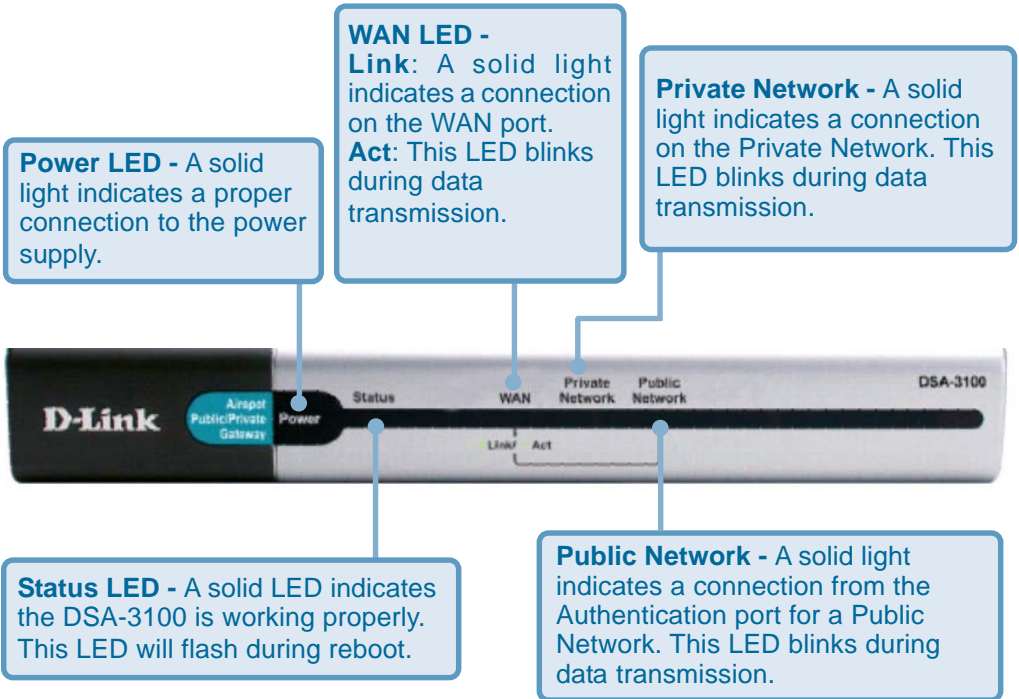 WAN LED -
Link: A solid light
indicates a connection
on the WAN port.
Act: This LED blinks
during data
transmission.
Private Network - A solid
light indicates a connection
on the Private Network. This
LED blinks during data
transmission.
Power LED - A solid
light indicates a proper
connection to the power
supply.
D-Link
Airspot
Public/Private
Gateway
Power
Status
WAN
Private
Network
Public
Network
DSA-3100
Link/ Act
Status LED - A solid LED indicates
the DSA-3100 is working properly.
This LED will flash during reboot.
Public Network - A solid light
indicates a connection from the
Authentication port for a Public
Network. This LED blinks during
data transmission.